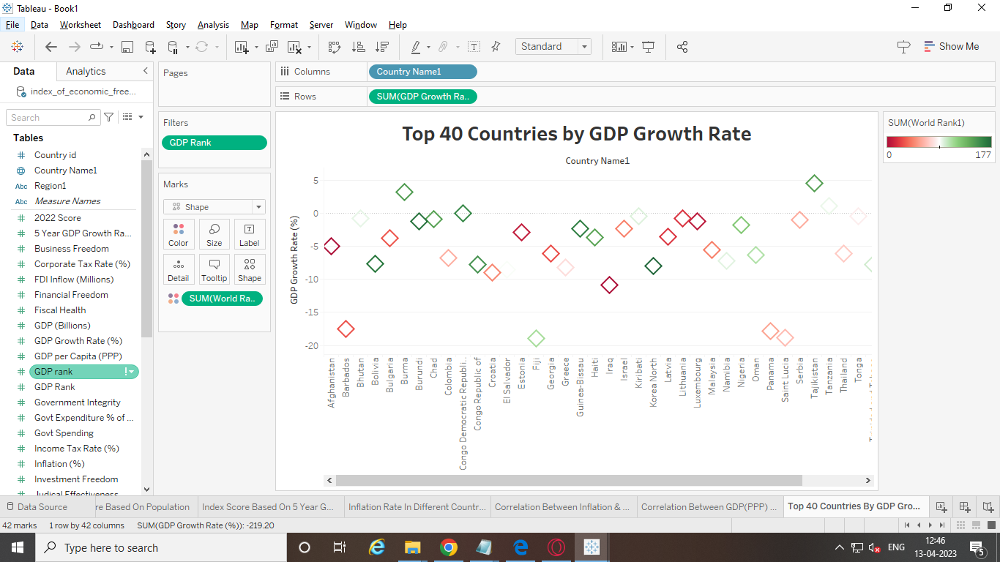 Tableau - Book1
File Data Worksheet Dashboard Story Analysis Map Format Server Window Help
Standard
Show Me
Data Analytics
index_of_economic_free...
Search
Tables
Country id
Country Name1
Abc Region1
Abc Measure Names
2022 Score
5 Year GDP Growth Ra...
Business Freedom
Corporate Tax Rate (%)
FDI Inflow (Millions)
Financial Freedom
Fiscal Health
GDP (Billions)
GDP Growth Rate (%)
GDP per Capita (PPP)
GDP rank
GDP Rank
Government Integrity
Govt Expenditure % of ...
Govt Spending
Income Tax Rate (%)
Inflation (%)
Investment Freedom
Judical Effectiveness
Pages
Filters
GDP Rank
Marks
Shape
Color Size Label
Detail Tooltip Shape
SUM(World Ra..
Columns Country Name1
Rows SUM(GDP Growth Ra..
Top 40 Countries by GDP Growth Rate
Country Name1
GDP Growth Rate (%)
5
0
-5
-10
-15
-20
Afghanistan
Barbados
Bhutan
Bolivia
Bulgaria
Burma
Burundi
Chad
Colombia
Congo Democratic Republi..
Congo Republic of
Croatia
El Salvador
Estonia
Fiji
Georgia
Greece
Guinea-Bissau
Haiti
Iraq
Israel
Kiribati
Korea North
Latvia
Lithuania
Luxembourg
Malaysia
Namibia
Nigeria
Oman
Panama
Saint Lucia
Serbia
Tajikistan
Tanzania
Thailand
Tonga
SUM(World Rank1)
0 177
Data Source
re Based On Population
Index Score Based On 5 Year G...
Inflation Rate In Different Countr...
Correlation Between Inflation & ...
Correlation Between GDP(PPP) ...
Top 40 Countries By GDP Gro...
42 marks 1 row by 42 columns SUM(GDP Growth Rate (%)): -219.20
Type here to search
ENG
12:46
13-04-2023
5